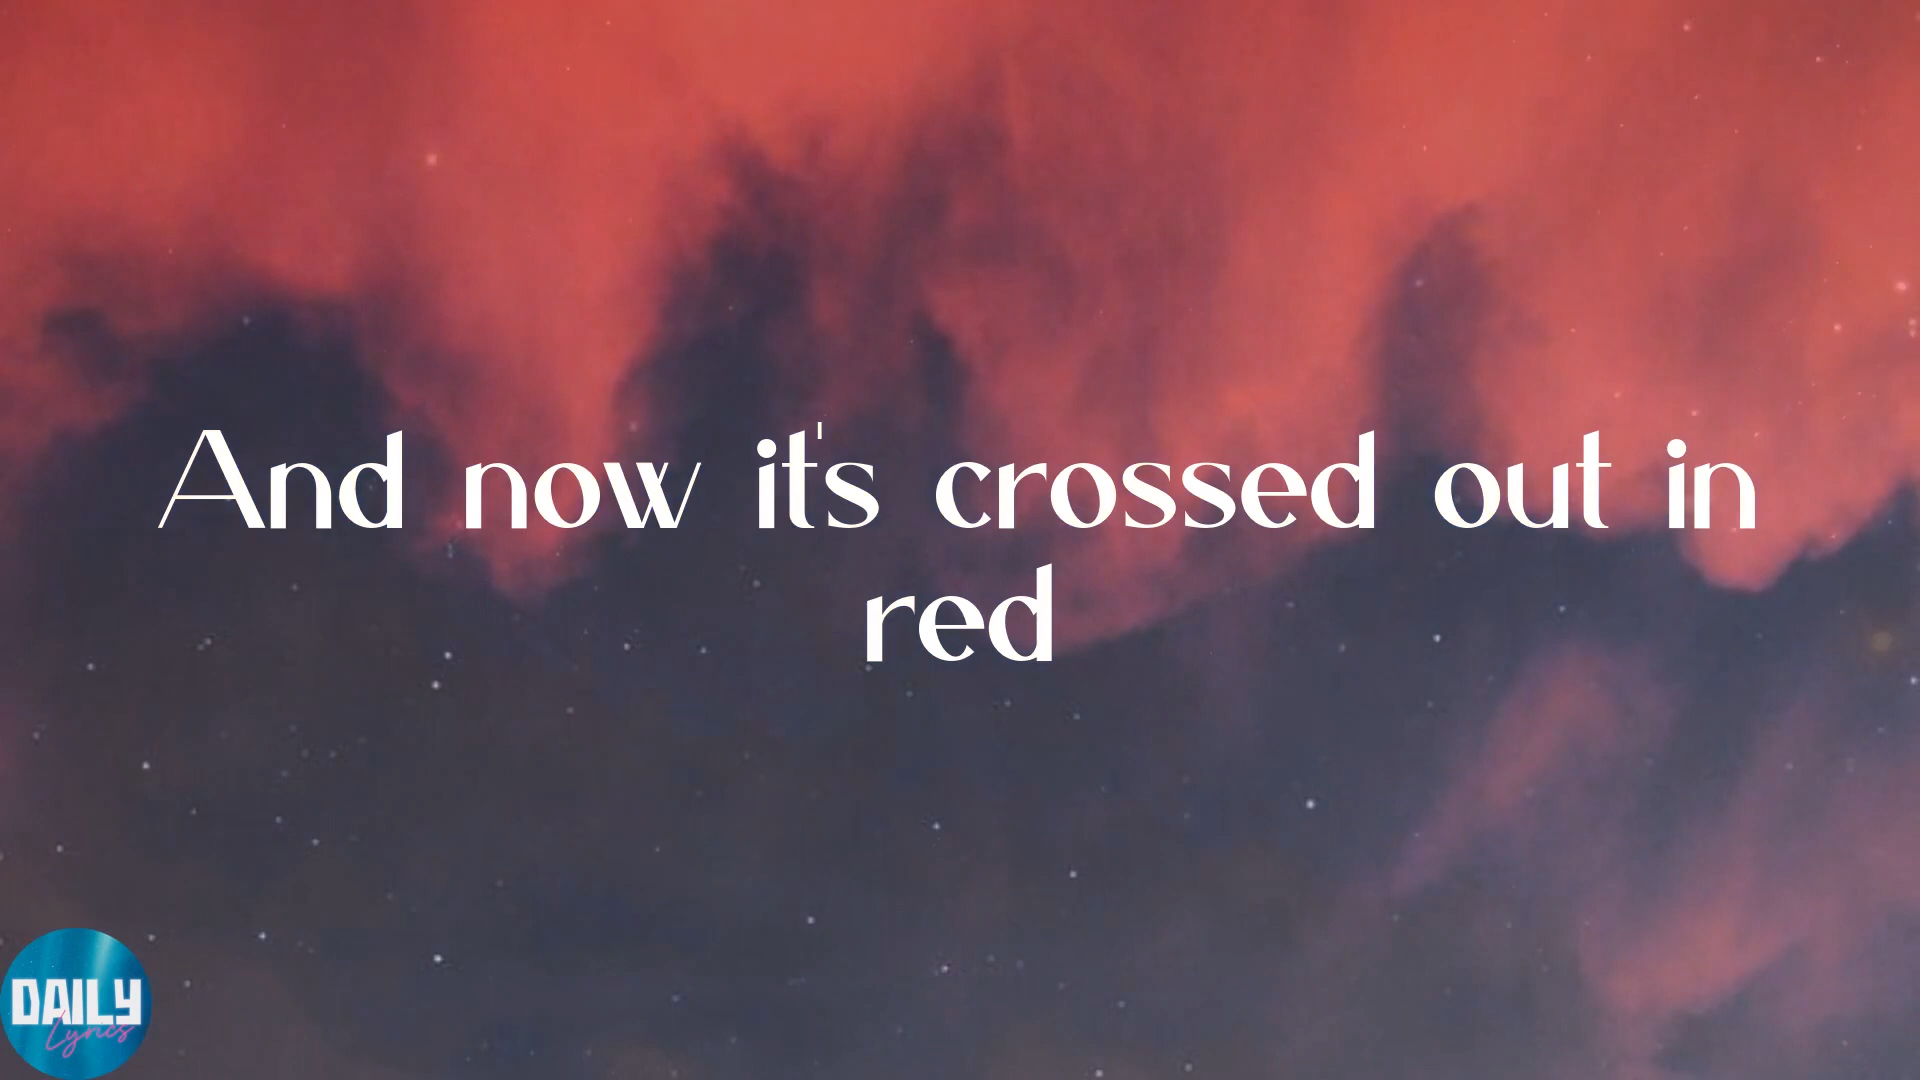 And now it's crossed out in
red
DAILY
Lyrics